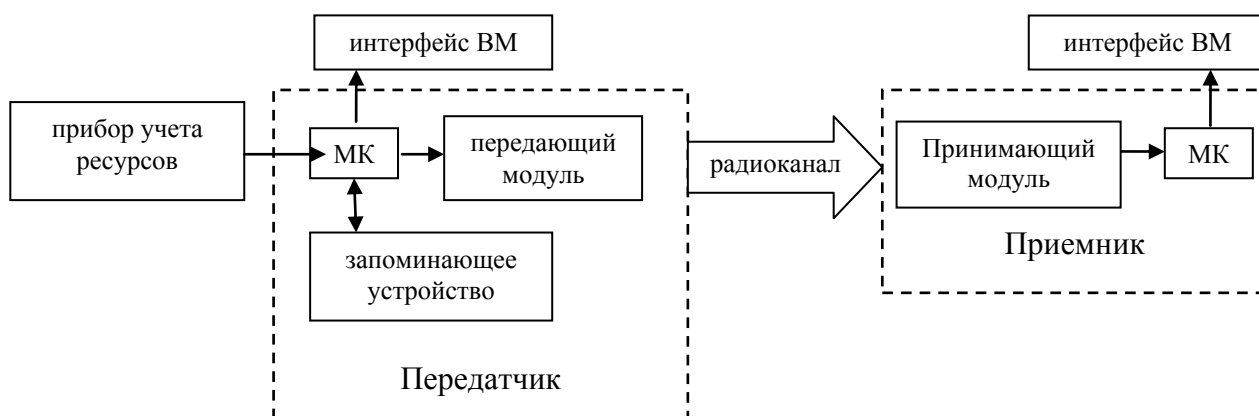 интерфейс ВМ
прибор учета
ресурсов
МК
передающий
модуль
запоминающее
устройство
Передатчик
радиоканал
интерфейс ВМ
Принимающий
модуль
МК
Приемник